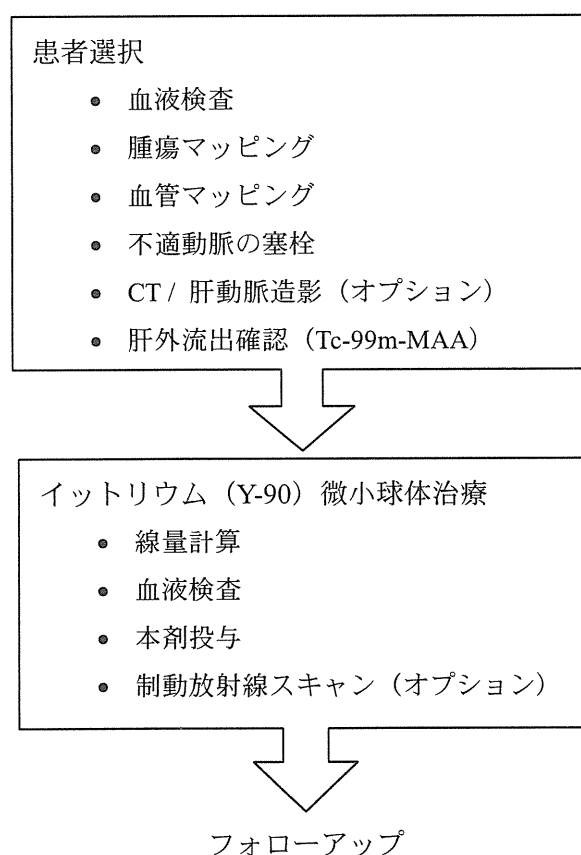 患者選択
• 血液検査
• 腫瘍マッピング
• 血管マッピング
• 不適動脈の塞栓
• CT / 肝動脈造影（オプション）
• 肝外流出確認（Tc-99m-MAA）
イットリウム（Y-90）微小球体治療
• 線量計算
• 血液検査
• 本剤投与
• 制動放射線スキャン（オプション）
フォローアップ